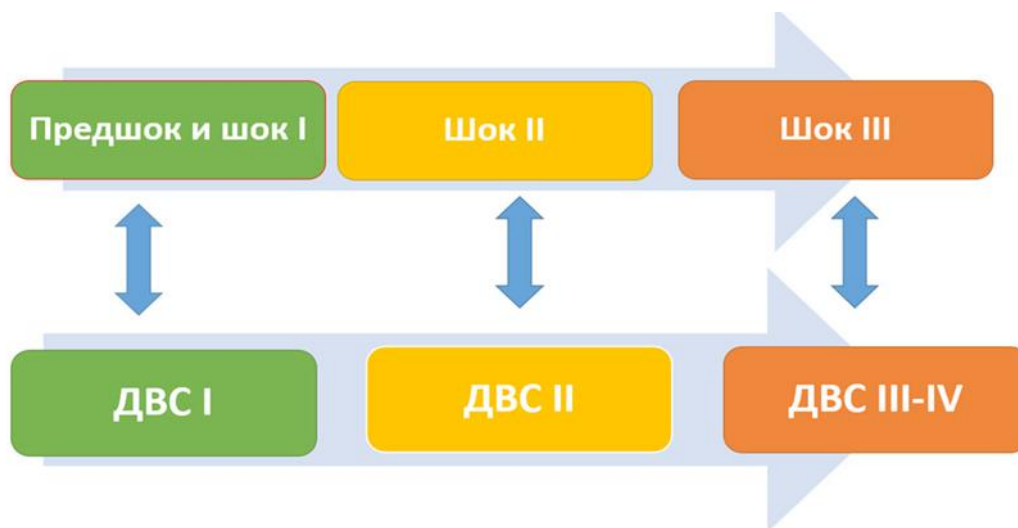 Предшок и шок I
Шок II
Шок III
ДВС I
ДВС II
ДВС III-IV